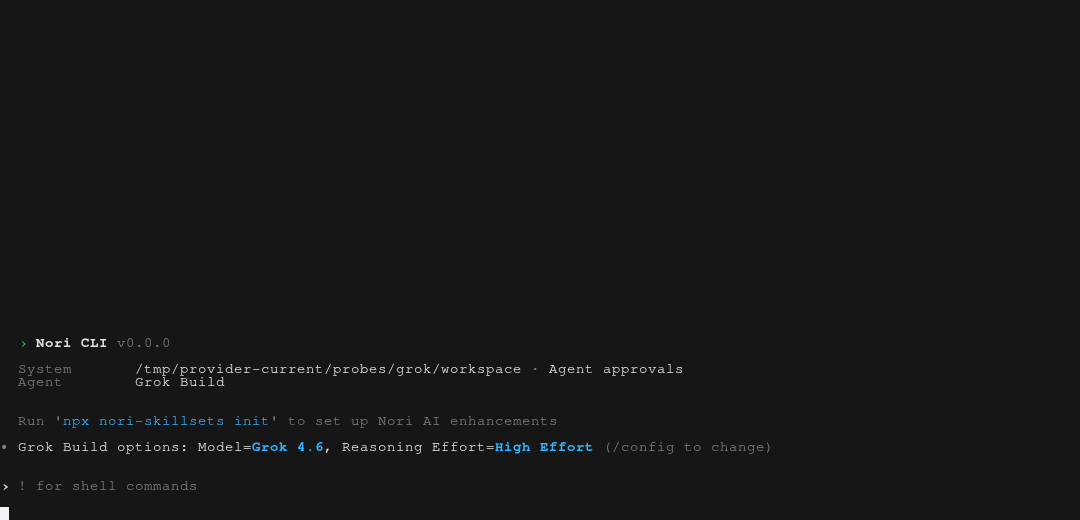 › Nori CLI v0.0.0
System /tmp/provider-current/probes/grok/workspace · Agent approvals
Agent Grok Build
Run 'npx nori-skillsets init' to set up Nori AI enhancements
• Grok Build options: Model=Grok 4.6, Reasoning Effort=High Effort (/config to change)
› ! for shell commands